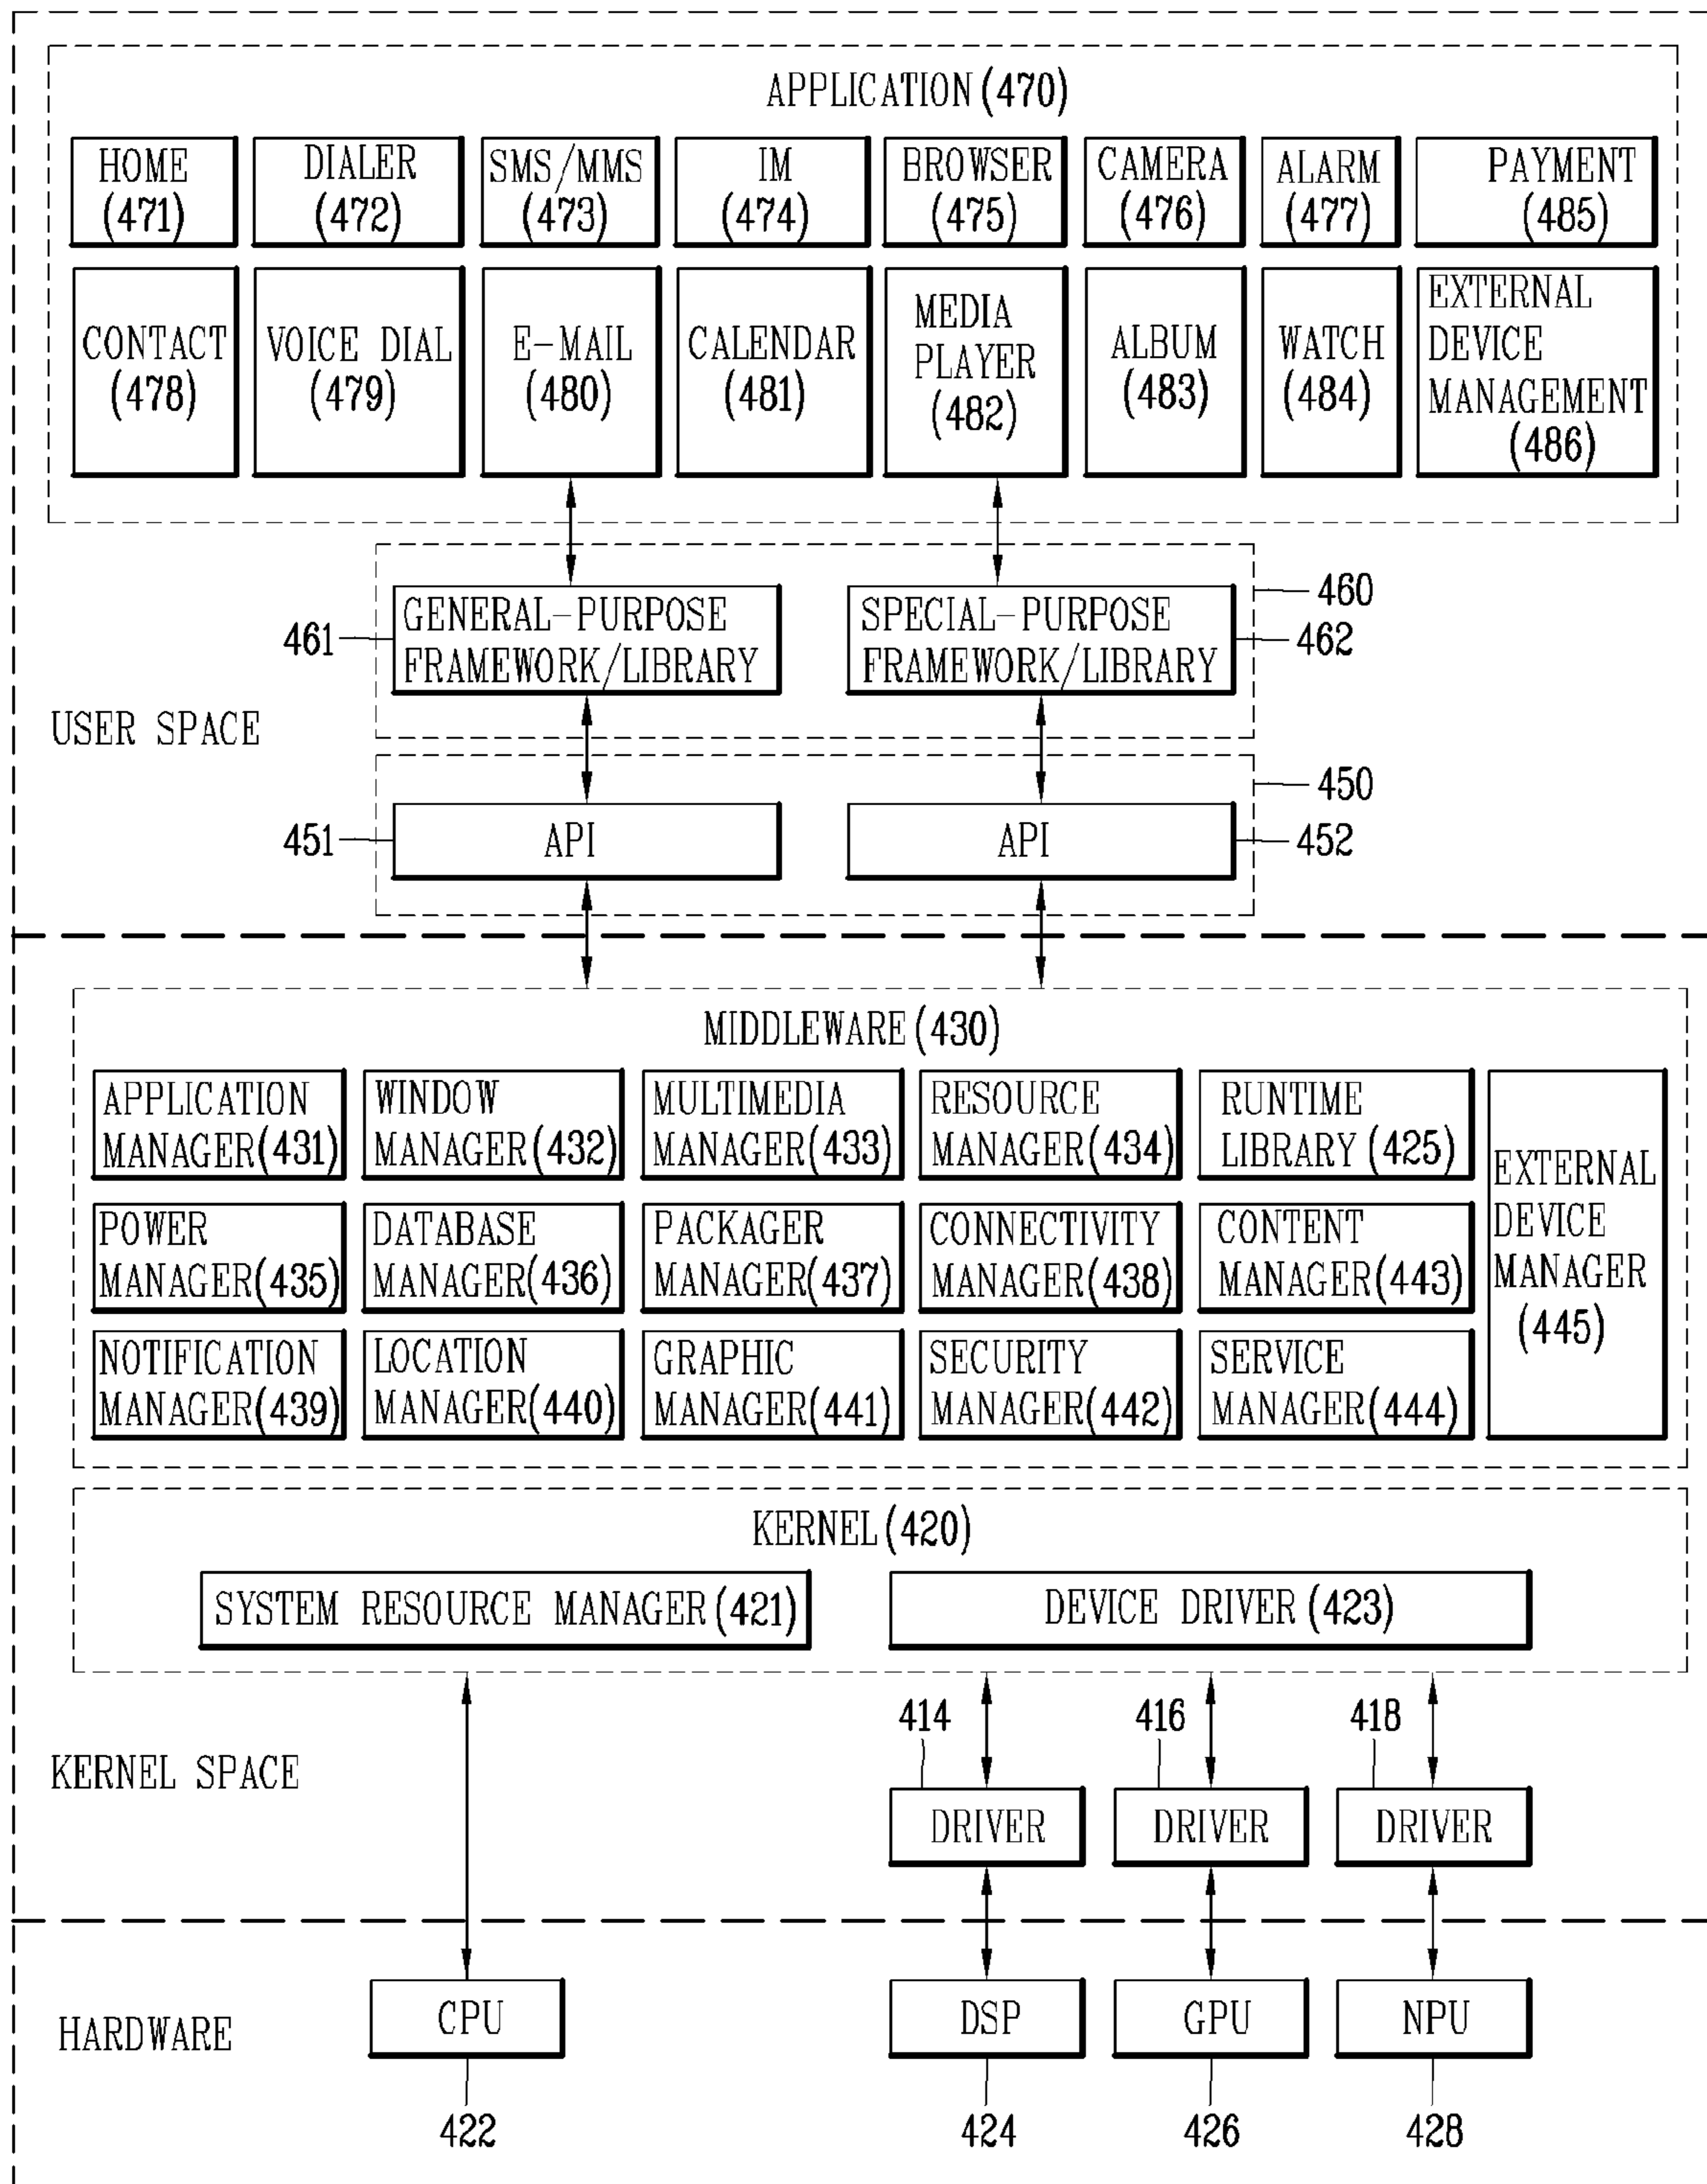 APPLICATION(470)
HOME
(471)
DIALER
(472)
SMS/MMS
(473)
IM
(474)
BROWSER
(475)
CAMERA
(476)
ALARM
(477)
PAYMENT
(485)
CONTACT
(478)
VOICE DIAL
(479)
E-MAIL
(480)
CALENDAR
(481)
MEDIA
PLAYER
(482)
ALBUM
(483)
WATCH
(484)
EXTERNAL
DEVICE
MANAGEMENT
(486)
460
461
GENERAL-PURPOSE
FRAMEWORK/LIBRARY
SPECIAL-PURPOSE
FRAMEWORK/LIBRARY
462
USER SPACE
450
451
API
API
452
MIDDLEWARE(430)
APPLICATION
MANAGER(431)
WINDOW
MANAGER(432)
MULTIMEDIA
MANAGER(433)
RESOURCE
MANAGER(434)
RUNTIME
LIBRARY(425)
EXTERNAL
DEVICE
MANAGER
(445)
POWER
MANAGER(435)
DATABASE
MANAGER(436)
PACKAGER
MANAGER(437)
CONNECTIVITY
MANAGER(438)
CONTENT
MANAGER(443)
NOTIFICATION
MANAGER(439)
LOCATION
MANAGER(440)
GRAPHIC
MANAGER(441)
SECURITY
MANAGER(442)
SERVICE
MANAGER(444)
KERNEL(420)
SYSTEM RESOURCE MANAGER(421)
DEVICE DRIVER(423)
414
416
418
KERNEL SPACE
DRIVER
DRIVER
DRIVER
HARDWARE
CPU
DSP
GPU
NPU
422
424
426
428